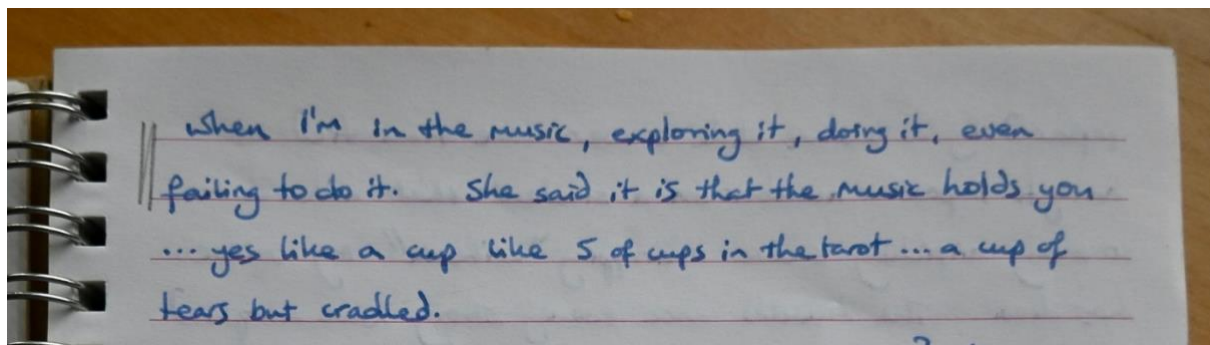 when I'm in the music, exploring it, doing it, even
failing to do it. She said it is that the music holds you
... yes like a cup like 5 of cups in the tarot ... a cup of
tears but cradled.